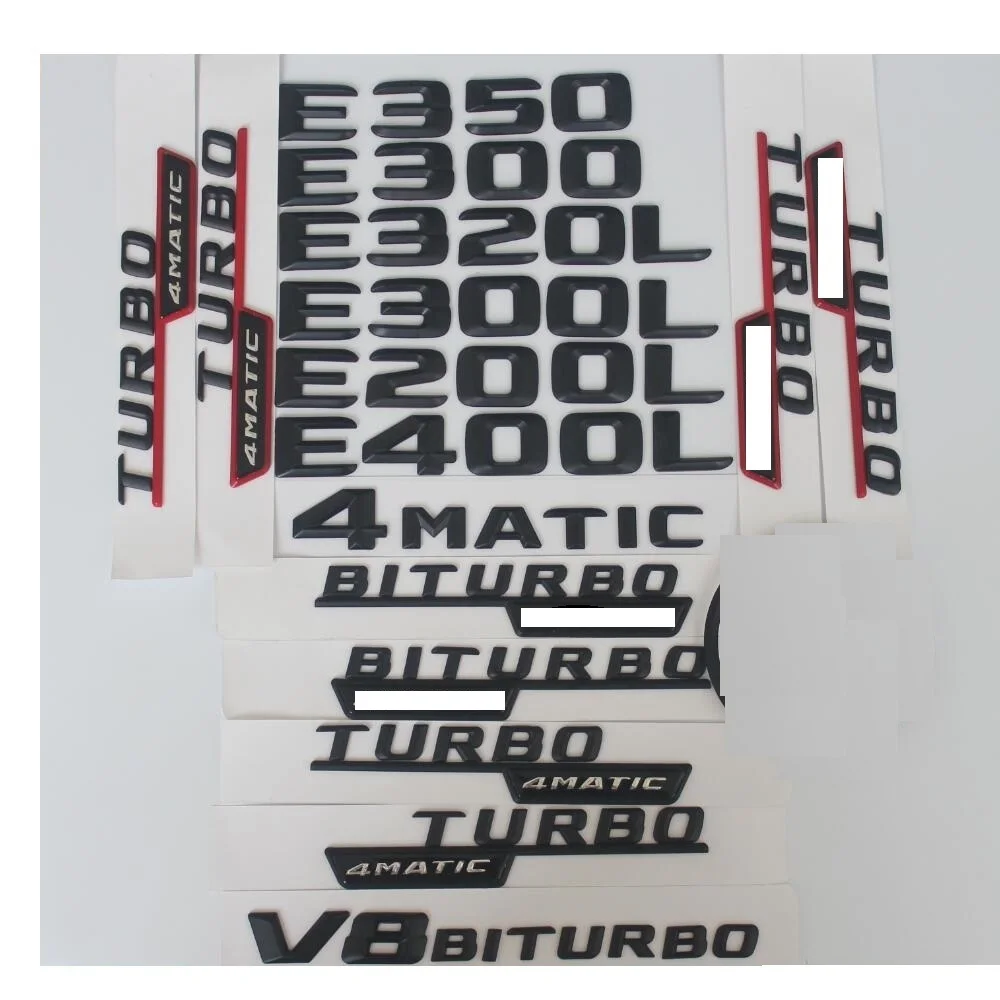 E350
E300
E320L
E300L
E200L
E400L
4MATIC
TURBO
4MATIC
TURBO
4MATIC
TURBO
TURBO
BITURBO
BITURBO
TURBO
4MATIC
TURBO
4MATIC
V8BITURBO